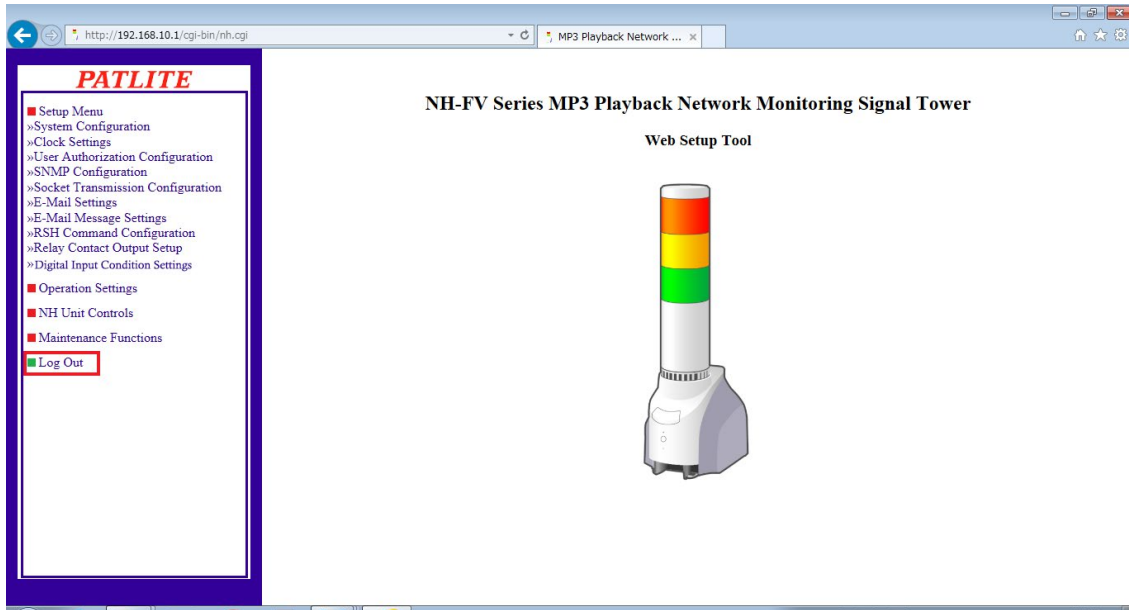 http://192.168.10.1/cgi-bin/nh.cgi
MP3 Playback Network ...
PATLITE
Setup Menu
»System Configuration
»Clock Settings
»User Authorization Configuration
»SNMP Configuration
»Socket Transmission Configuration
»E-Mail Settings
»E-Mail Message Settings
»RSH Command Configuration
»Relay Contact Output Setup
»Digital Input Condition Settings
Operation Settings
NH Unit Controls
Maintenance Functions
Log Out
NH-FV Series MP3 Playback Network Monitoring Signal Tower
Web Setup Tool